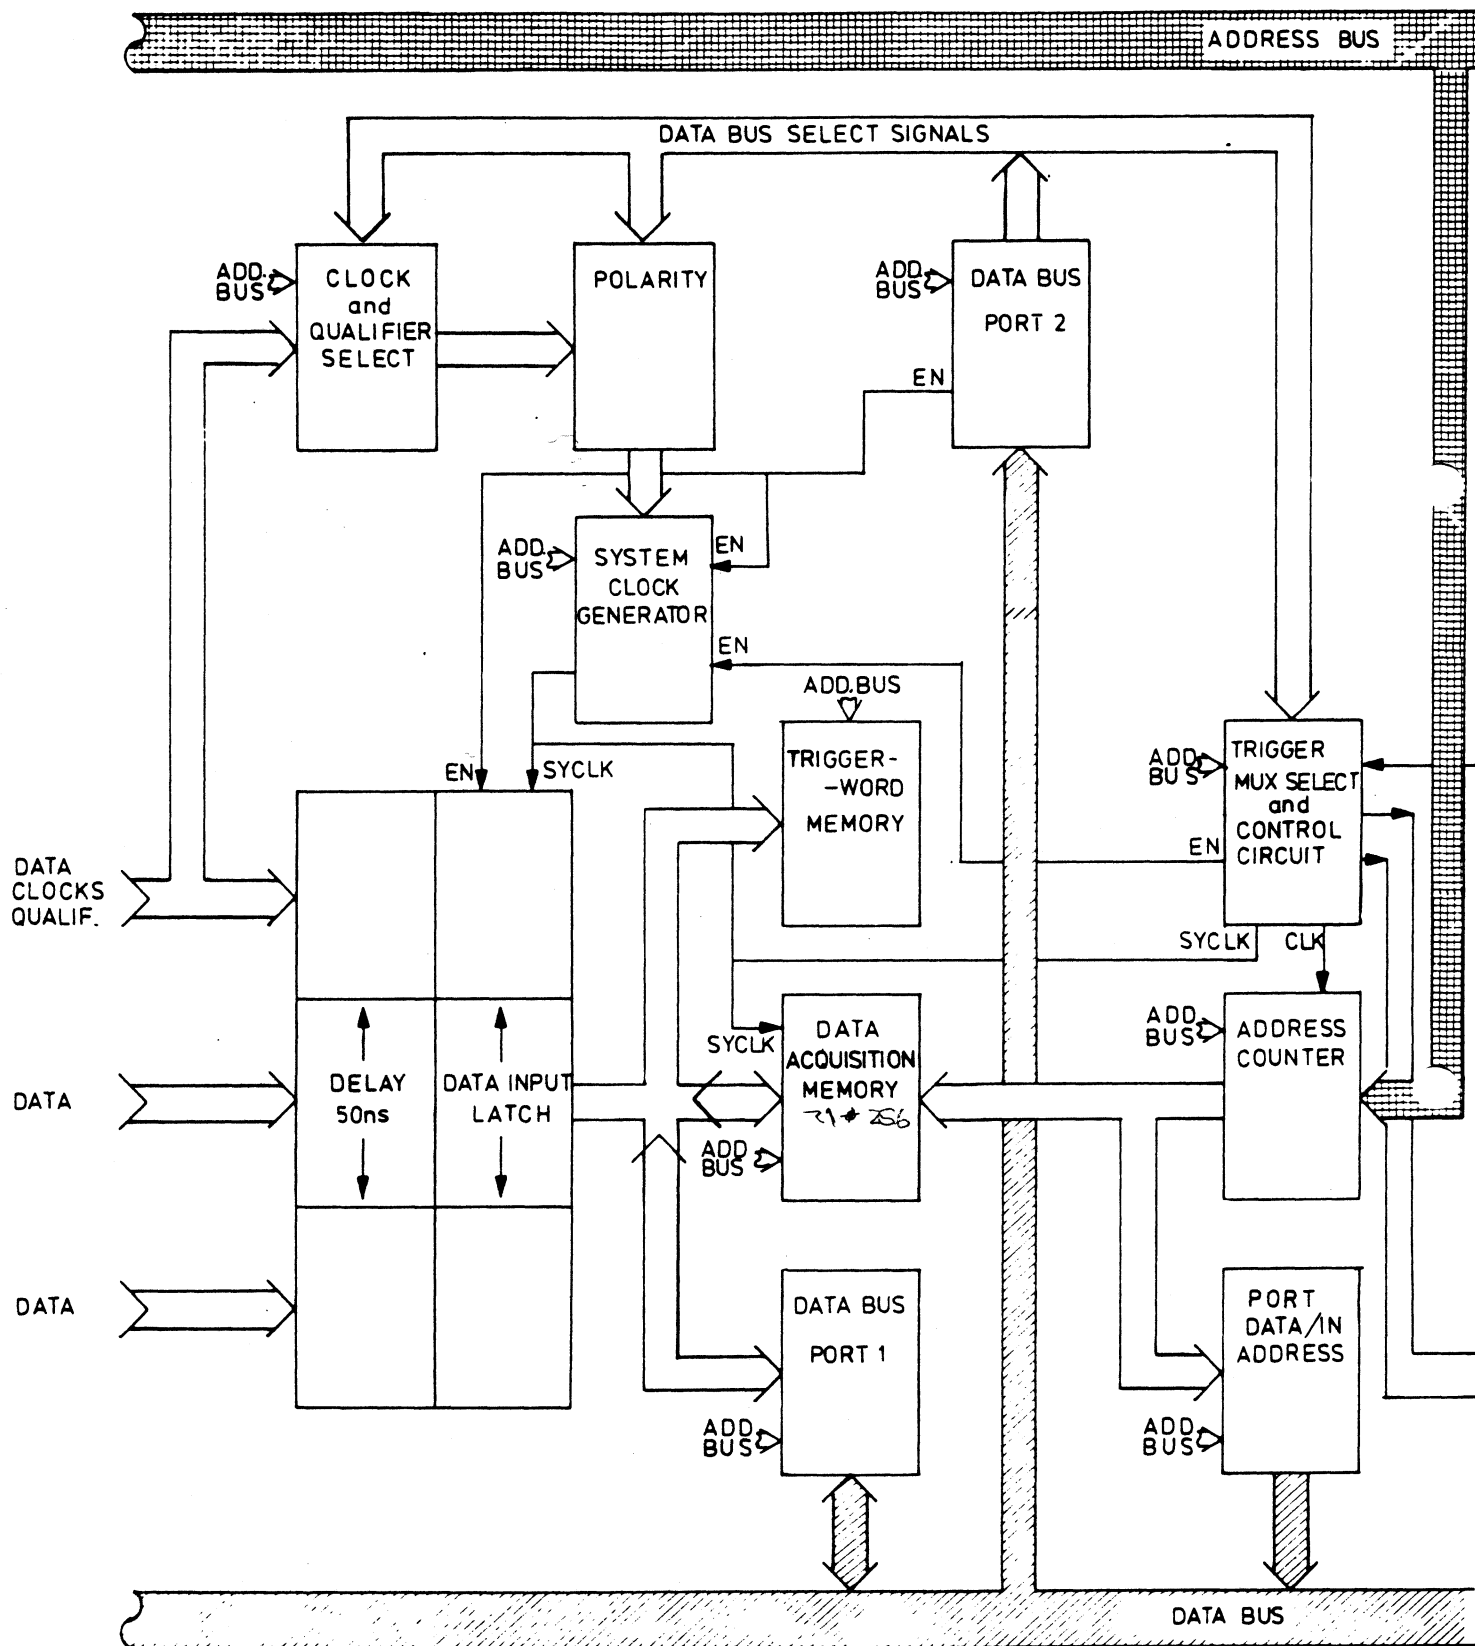 ADDRESS BUS
DATA BUS SELECT SIGNALS
ADD.
BUS
CLOCK
and
QUALIFIER
SELECT
POLARITY
ADD.
BUS
DATA BUS
PORT 2
EN
ADD.
BUS
SYSTEM
CLOCK
GENERATOR
EN
EN
ADD.BUS
TRIGGER-
-WORD
MEMORY
ADD
BUS
TRIGGER
MUX SELECT
and
CONTROL
CIRCUIT
EN
EN
SYCLK
DATA
CLOCKS
QUALIF.
SYCLK
CLK
SYCLK
DATA
ACQUISITION
MEMORY
ADD
BUS
ADD
BUS
ADDRESS
COUNTER
DATA
DELAY
50ns
DATA INPUT
LATCH
DATA
DATA BUS
PORT 1
ADD
BUS
PORT
DATA/IN
ADDRESS
ADD
BUS
DATA BUS